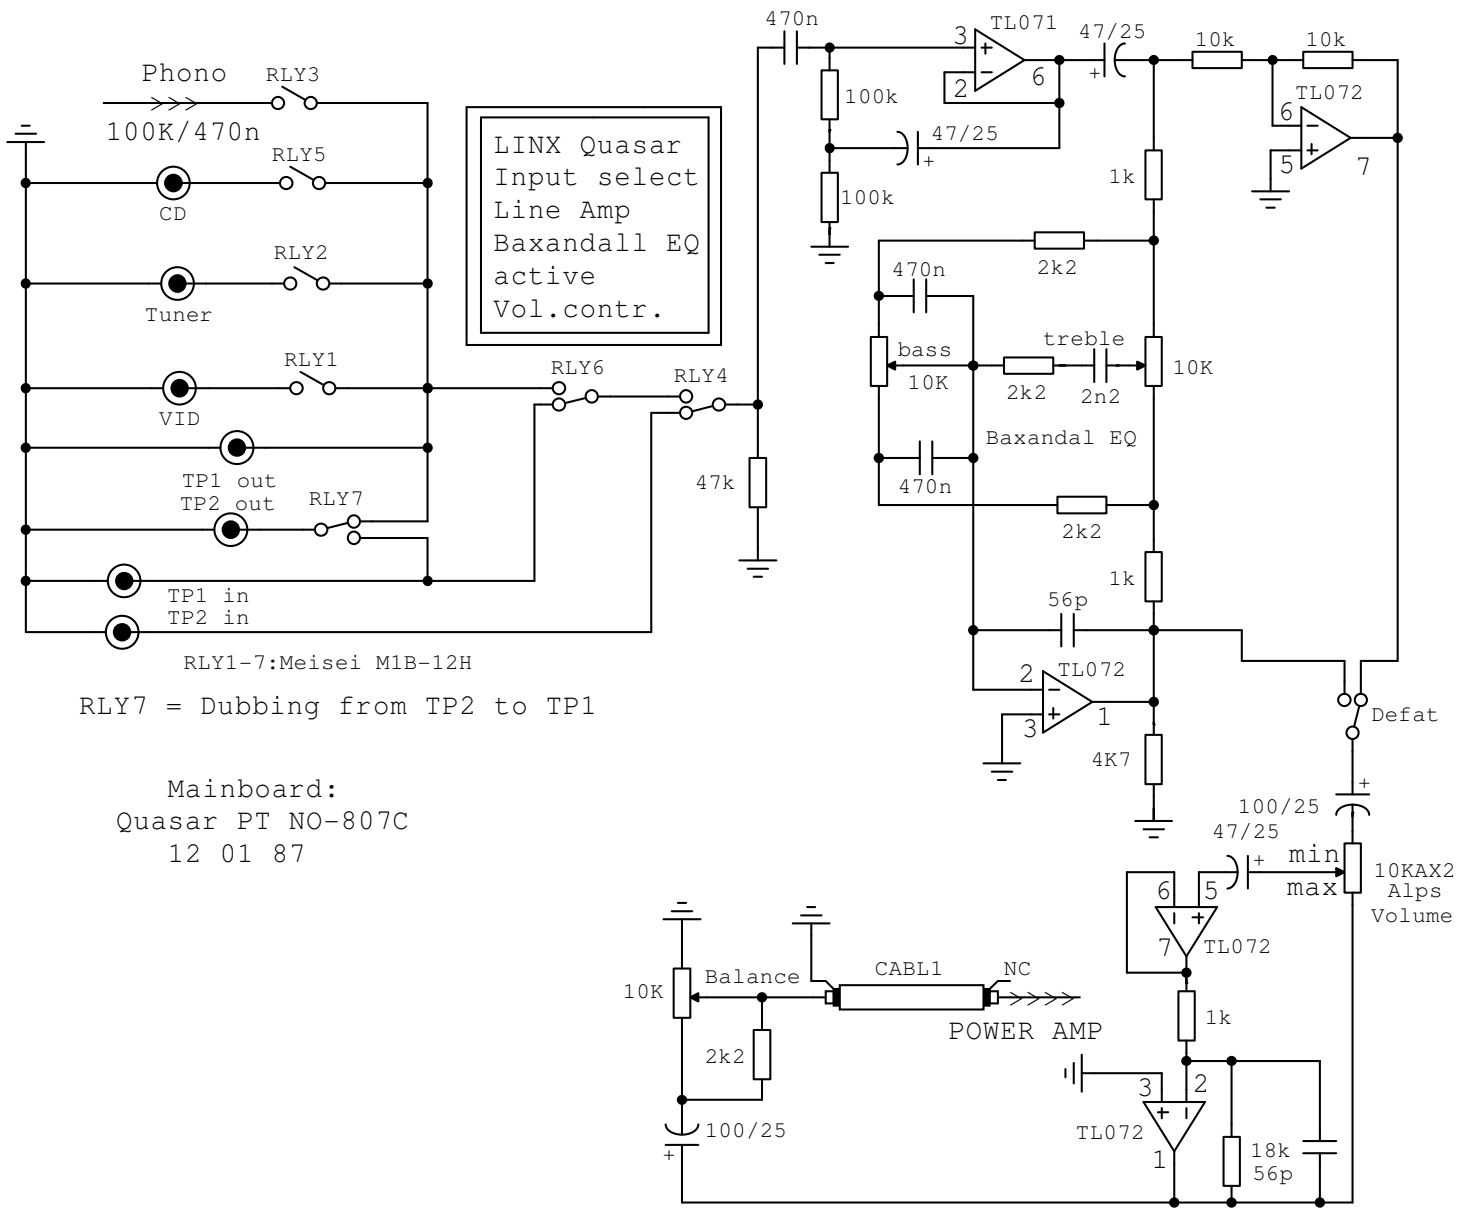 Phono
RLY3
100K/470n
RLY5
CD
RLY2
Tuner
RLY1
VID
TP1 out
TP2 out
RLY7
TP1 in
TP2 in
RLY1-7:Meisei M1B-12H
RLY7 = Dubbing from TP2 to TP1
Mainboard:
Quasar PT NO-807C
12 01 87
LINX Quasar
Input select
Line Amp
Baxandall EQ
active
Vol.contr.
RLY6
RLY4
47k
470n
100k
100k
47/25
+
3
2
+
-
6
TL071
47/25
+
10k
10k
TL072
6
5
-
+
7
1k
2k2
470n
bass
10K
treble
2k2
2n2
10K
Baxandal EQ
470n
2k2
1k
56p
TL072
2
3
-
+
1
4K7
Defat
+
100/25
47/25
+
min
max
10KAX2
Alps
Volume
6
5
- +
7
TL072
1k
3
2
+ -
TL072
1
18k
56p
10K
Balance
2k2
100/25
+
CABL1
NC
POWER AMP